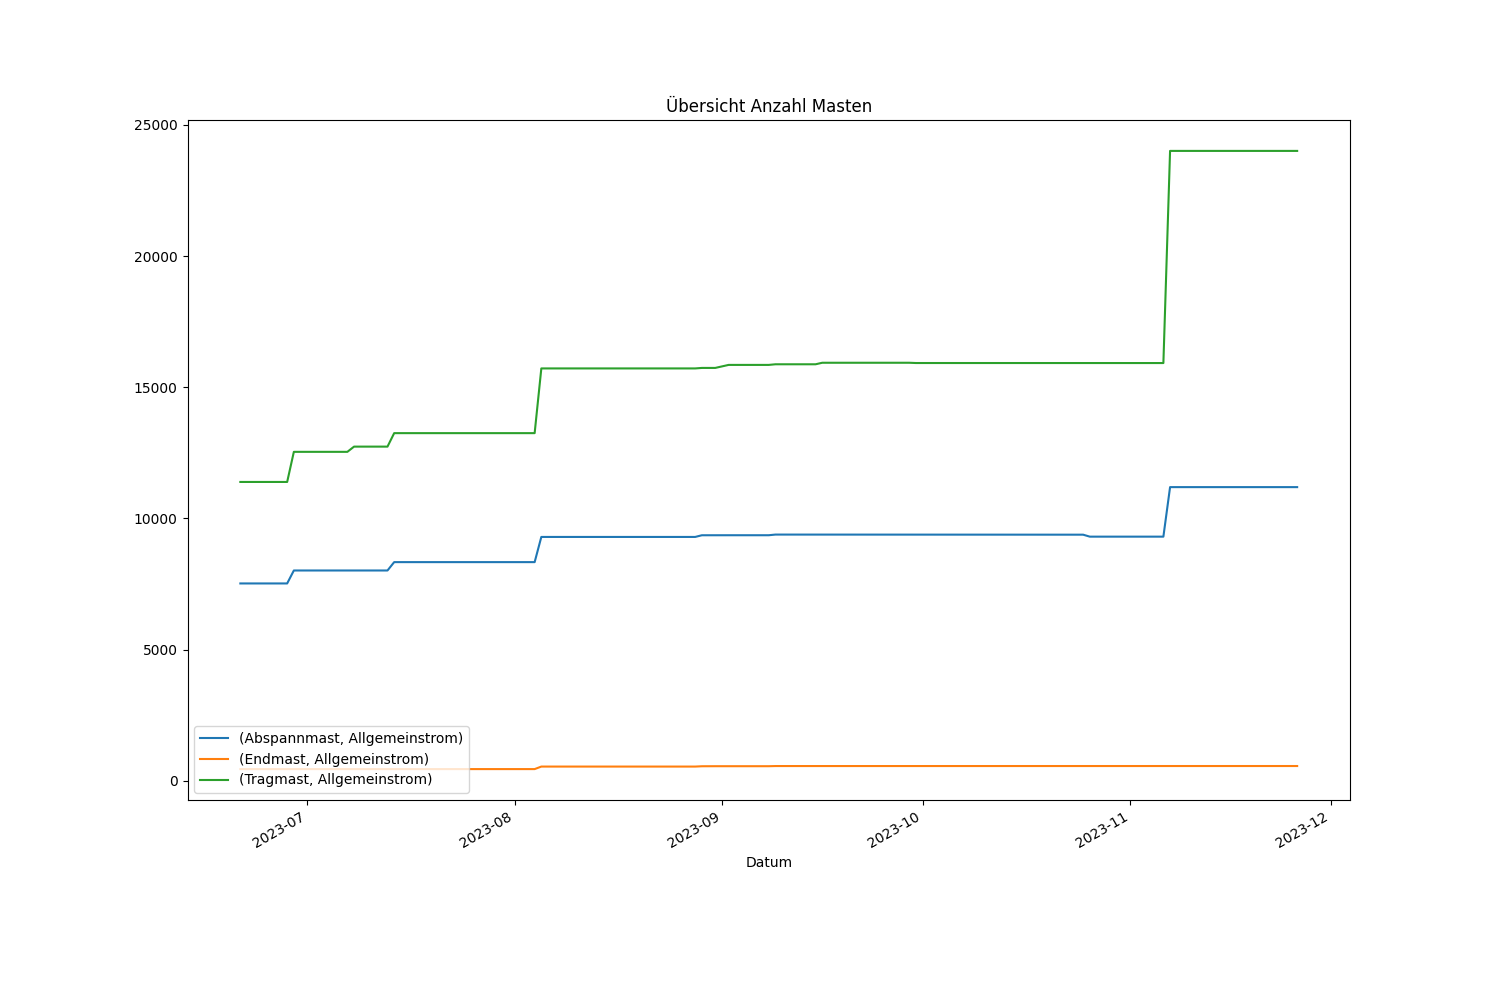 Übersicht Anzahl Masten
25000
20000
15000
10000
5000
0
(Abspannmast, Allgemeinstrom)
(Endmast, Allgemeinstrom)
(Tragmast, Allgemeinstrom)
2023-07
2023-08
2023-09
2023-10
2023-11
2023-12
Datum